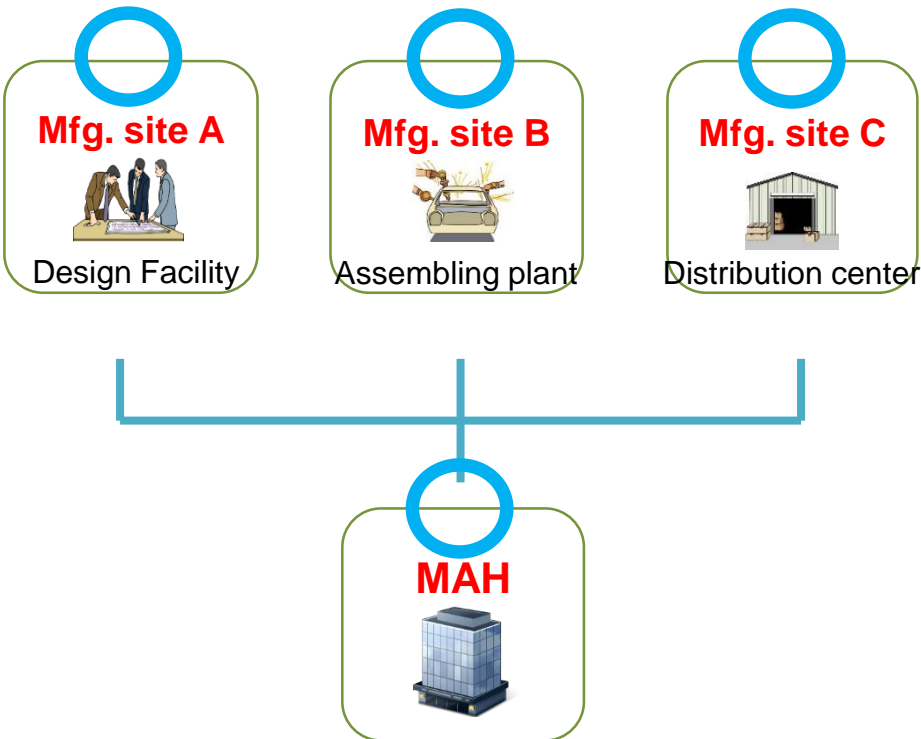 Mfg. site A
Mfg. site B
Mfg. site C
Design Facility
Assembling plant
Distribution center
MAH